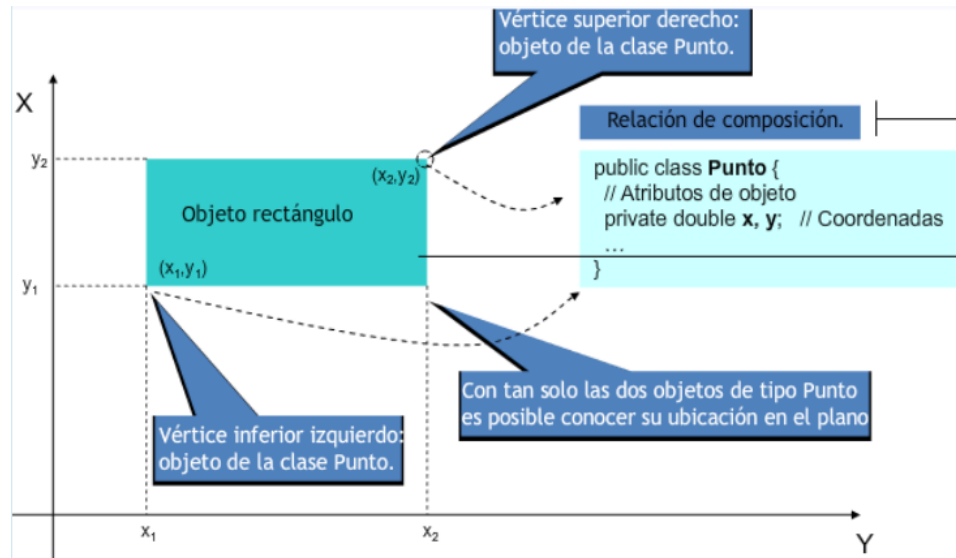 Vértice superior derecho:
objeto de la clase Punto.
X
Relación de composición.
y₂
(x₂,y₂)
public class Punto {
// Atributos de objeto
private double x, y; // Coordenadas
...
}
Objeto rectángulo
(x₁,y₁)
y₁
Con tan solo las dos objetos de tipo Punto
es posible conocer su ubicación en el plano
Vértice inferior izquierdo:
objeto de la clase Punto.
x₁
x₂
Y